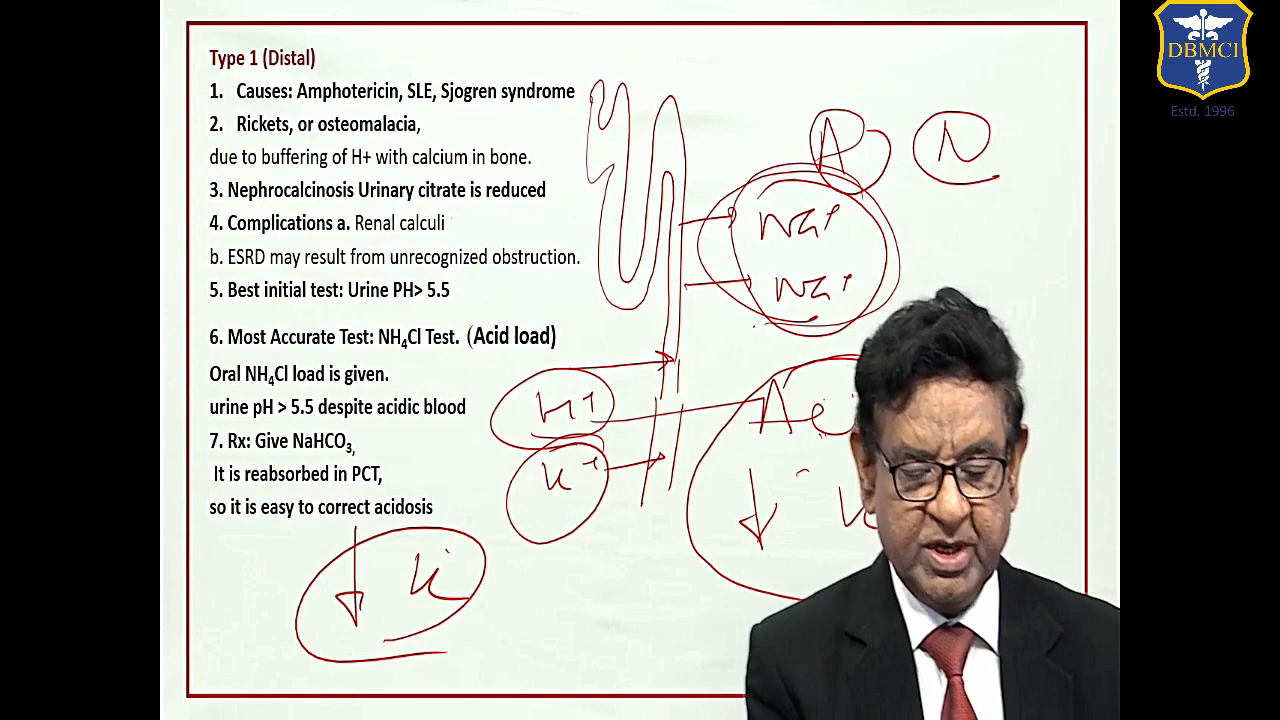 Type 1 (Distal)
1. Causes: Amphotericin, SLE, Sjogren syndrome
2. Rickets, or osteomalacia,
due to buffering of H+ with calcium in bone.
3. Nephrocalcinosis Urinary citrate is reduced
4. Complications a. Renal calculi
b. ESRD may result from unrecognized obstruction.
5. Best initial test: Urine PH> 5.5
6. Most Accurate Test: NH₄Cl Test. (Acid load)
Oral NH₄Cl load is given.
urine pH > 5.5 despite acidic blood
7. Rx: Give NaHCO₃,
It is reabsorbed in PCT,
so it is easy to correct acidosis
↓ K
A N
Na+
Na+
H+
K+
↓
DBMCI
Estd. 1996